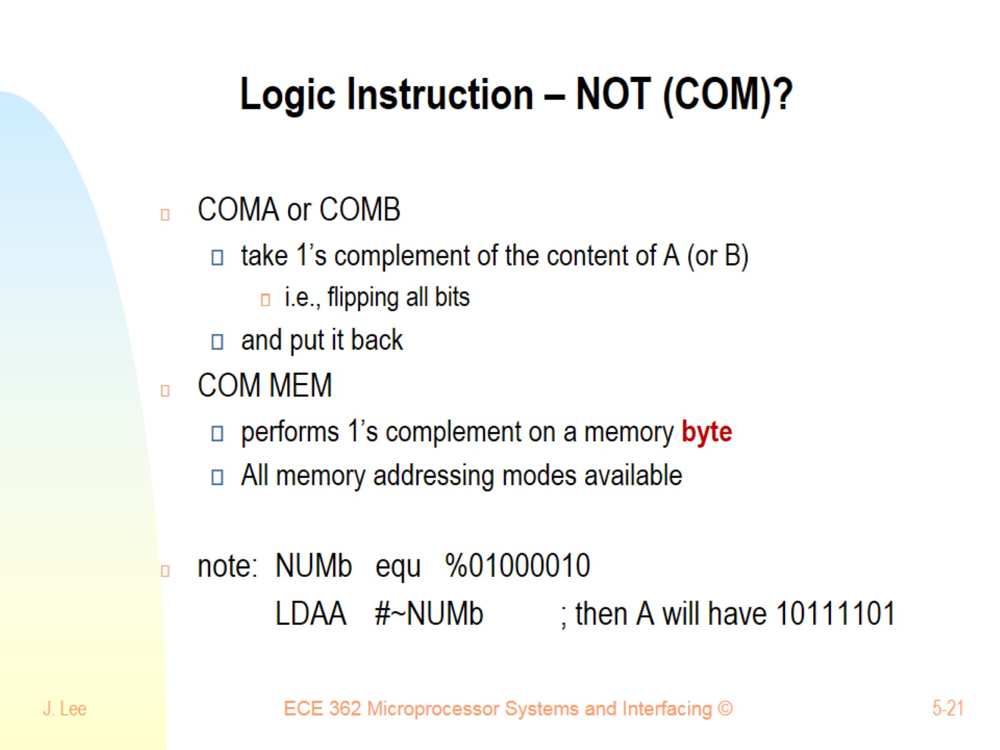 Logic Instruction – NOT (COM)?
COMA or COMB
take 1’s complement of the content of A (or B)
i.e., flipping all bits
and put it back
COM MEM
performs 1’s complement on a memory byte
All memory addressing modes available
note: NUMb equ %01000010
LDAA #~NUMb ; then A will have 10111101
J. Lee ECE 362 Microprocessor Systems and Interfacing © 5-21